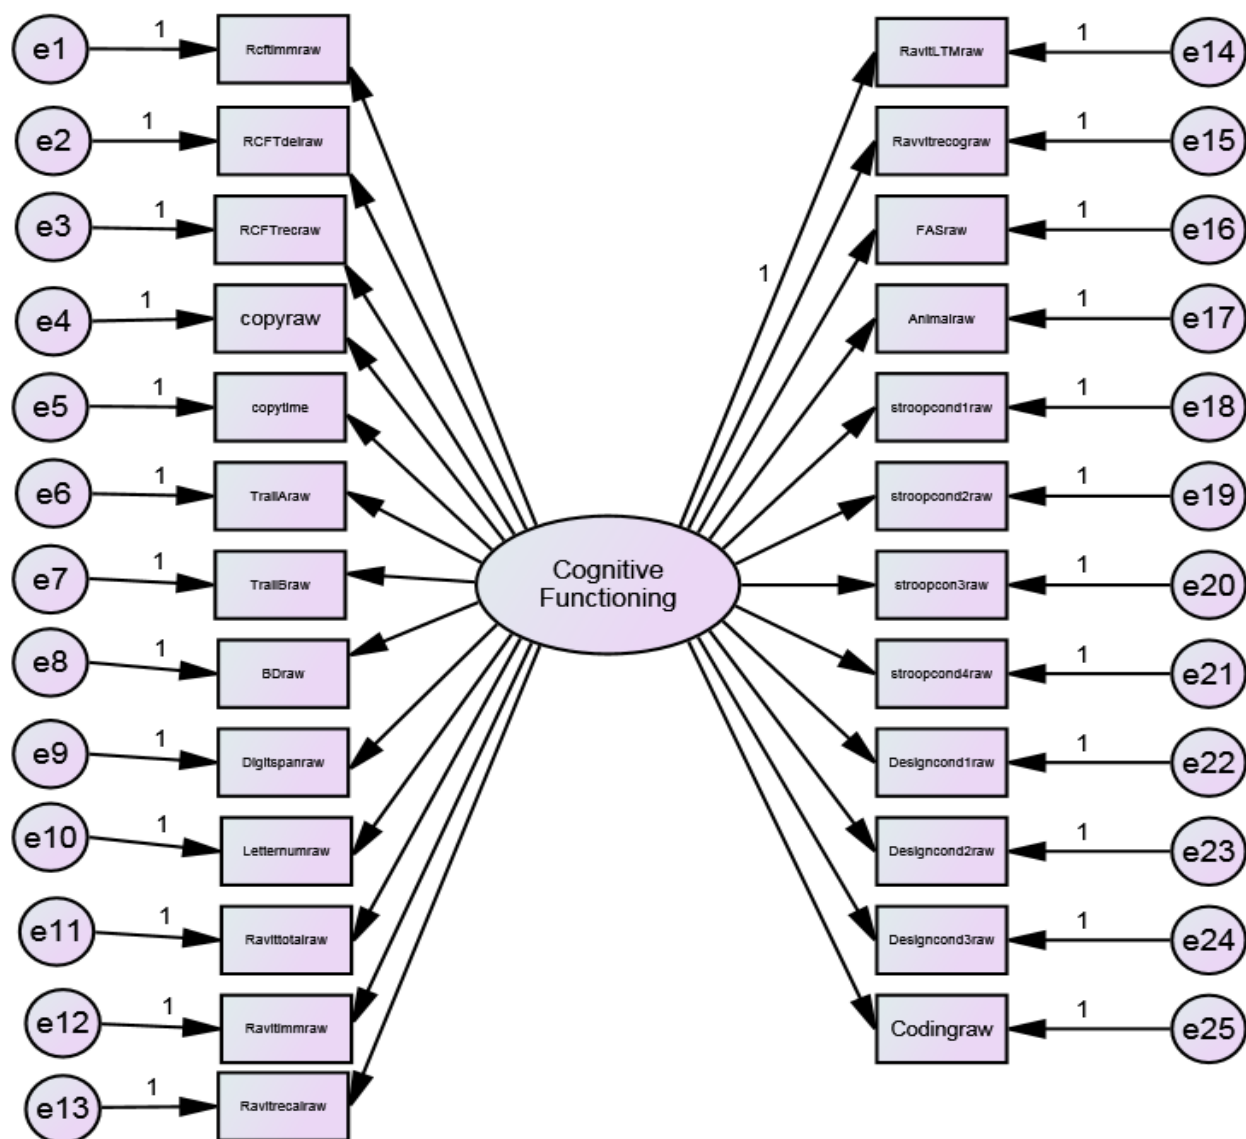 e1
1
Rcftimmraw
e2
1
RCFTdelraw
e3
1
RCFTrecraw
e4
1
copyraw
e5
1
copytime
e6
1
TrailAraw
e7
1
TrailBraw
e8
1
BDraw
e9
1
Digitspanraw
e10
1
Letternumraw
e11
1
Ravlttotalraw
e12
1
Ravltimmraw
e13
1
Ravltrecalraw
Cognitive
Functioning
1
RavltLTMraw
1
e14
Ravvltrecograw
1
e15
FASraw
1
e16
Animalraw
1
e17
stroopcond1raw
1
e18
stroopcond2raw
1
e19
stroopcon3raw
1
e20
stroopcond4raw
1
e21
Designcond1raw
1
e22
Designcond2raw
1
e23
Designcond3raw
1
e24
Codingraw
1
e25